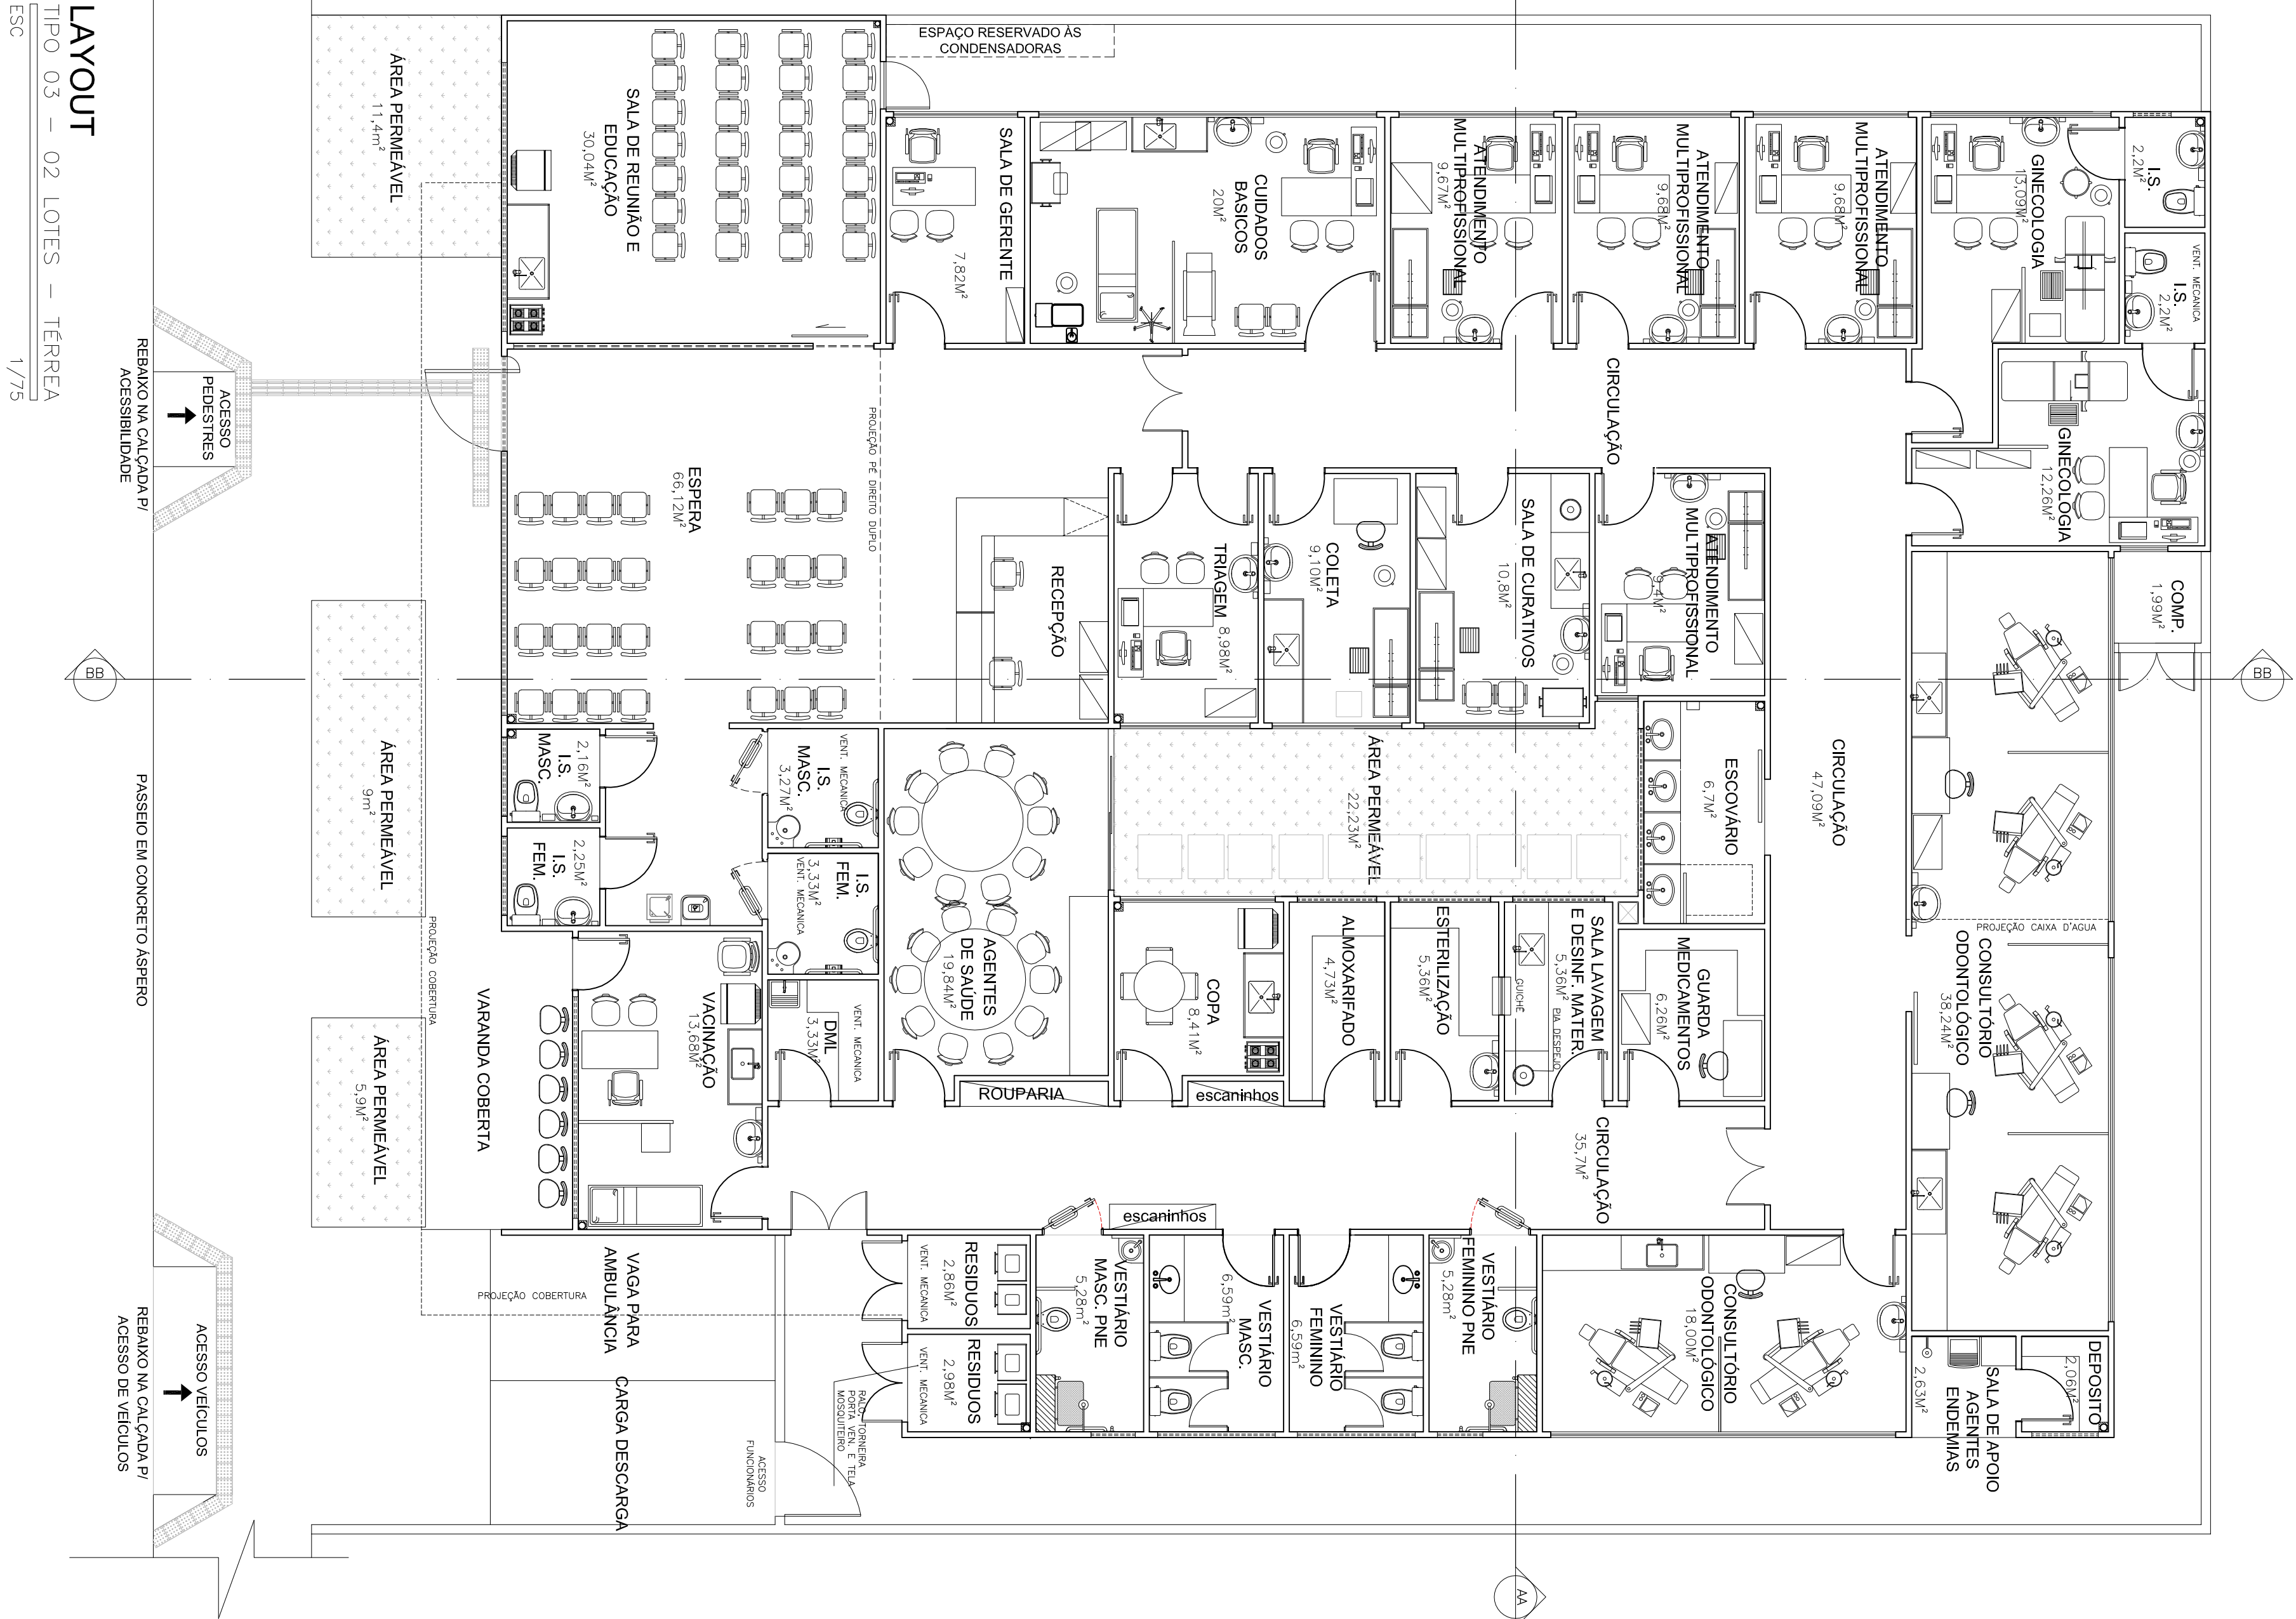 LAYOUT
TIPO 03 - 02 LOTES - TÉRREA
ESC 1/75
ESPAÇO RESERVADO ÀS
CONDENSADORAS
ÁREA PERMEÁVEL
11,4m²
SALA DE REUNIÃO E
EDUCAÇÃO
30,04M²
SALA DE GERENTE
7,82M²
CUIDADOS
BASICOS
20M²
ATENDIMENTO
MULTIPROFISSIONAL
9,67M²
ATENDIMENTO
MULTIPROFISSIONAL
9,68M²
ATENDIMENTO
MULTIPROFISSIONAL
9,68M²
GINECOLOGIA
13,09M²
I.S.
2,2M²
VENT. MECANICA
I.S.
2,2M²
GINECOLOGIA
12,26M²
COMP.
1,99M²
REBAIXO NA CALÇADA P/
ACESSIBILIDADE
ACESSO
PEDESTRES
PROJEÇÃO PÉ DIREITO DUPLO
ESPERA
66,12M²
RECEPÇÃO
CIRCULAÇÃO
TRIAGEM
8,98M²
COLETA
9,10M²
SALA DE CURATIVOS
10,8M²
ATENDIMENTO
MULTIPROFISSIONAL
9,4M²
BB
BB
PASSEIO EM CONCRETO ÁSPERO
ÁREA PERMEÁVEL
9m²
I.S.
MASC.
2,16M²
I.S.
FEM.
2,25M²
VENT. MECANICA
I.S.
MASC.
3,27M²
I.S.
FEM.
3,33M²
VENT. MECANICA
AGENTES
DE SAÚDE
19,84M²
ÁREA PERMEÁVEL
22,23M²
ESCOVÁRIO
6,7M²
CIRCULAÇÃO
47,09M²
PROJEÇÃO CAIXA D'AGUA
CONSULTÓRIO
ODONTOLÓGICO
38,24M²
PROJEÇÃO COBERTURA
VARANDA COBERTA
ÁREA PERMEÁVEL
5,9M²
VACINAÇÃO
13,68M²
VENT. MECANICA
DML
3,33M²
COPA
8,41M²
ALMOXARIFADO
4,73M²
ESTERILIZAÇÃO
5,36M²
GUICHÊ
SALA LAVAGEM
E DESINF. MATER.
5,36M²
PIA DESPEJO
GUARDA
MEDICAMENTOS
6,26M²
ROUPARIA
escaninhos
CIRCULAÇÃO
35,7M²
escaninhos
PROJEÇÃO COBERTURA
VAGA PARA
AMBULÂNCIA
CARGA DESCARGA
RESIDUOS
2,86M²
VENT. MECANICA
RESIDUOS
2,98M²
VENT. MECANICA
RALO, TORNEIRA
PORTA VEN. E TELA
MOSQUITEIRO
ACESSO
FUNCIONÁRIOS
VESTIÁRIO
MASC. PNE
5,28m²
VESTIÁRIO
MASC.
6,59m²
VESTIÁRIO
FEMININO
6,59m²
VESTIÁRIO
FEMININO PNE
5,28m²
CONSULTÓRIO
ODONTOLÓGICO
18,00M²
SALA DE APOIO
AGENTES
ENDEMIAS
2,63M²
DEPOSITO
2,06M²
ACESSO VEÍCULOS
REBAIXO NA CALÇADA P/
ACESSO DE VEÍCULOS
AA